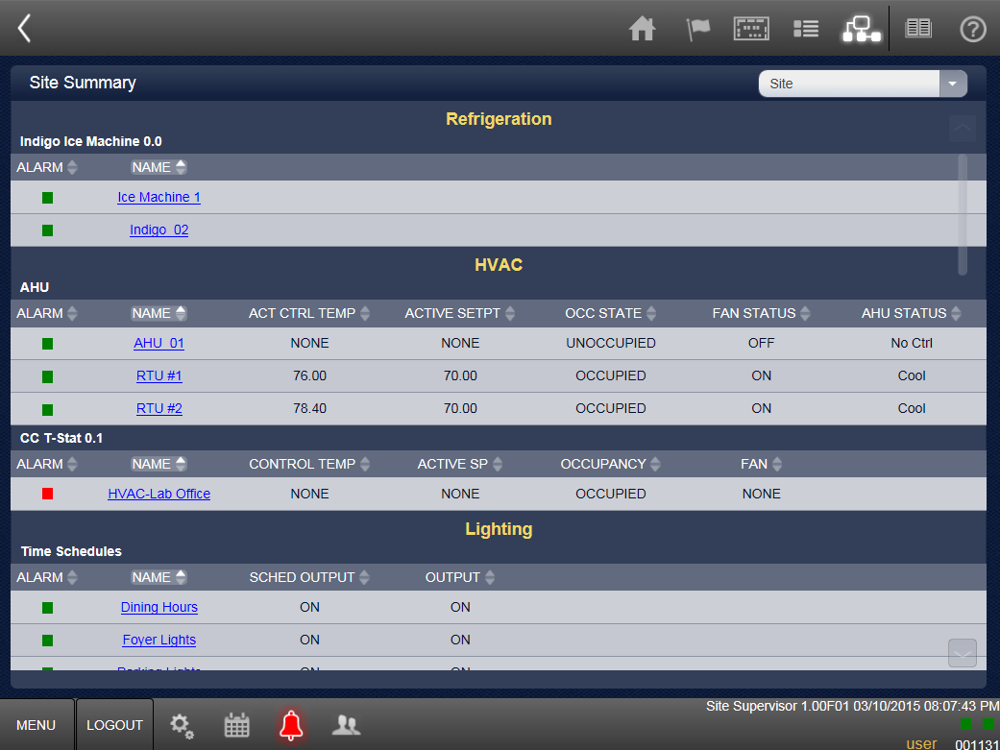 Site Summary Site
Refrigeration
Indigo Ice Machine 0.0
ALARM NAME
Ice Machine 1
Indigo_02
HVAC
AHU
ALARM NAME ACT CTRL TEMP ACTIVE SETPT OCC STATE FAN STATUS AHU STATUS
AHU_01 NONE NONE UNOCCUPIED OFF No Ctrl
RTU #1 76.00 70.00 OCCUPIED ON Cool
RTU #2 78.40 70.00 OCCUPIED ON Cool
CC T-Stat 0.1
ALARM NAME CONTROL TEMP ACTIVE SP OCCUPANCY FAN
HVAC-Lab Office NONE NONE OCCUPIED NONE
Lighting
Time Schedules
ALARM NAME SCHED OUTPUT OUTPUT
Dining Hours ON ON
Foyer Lights ON ON
Parking Lights ON ON
MENU LOGOUT
Site Supervisor 1.00F01 03/10/2015 08:07:43 PM
user 001131